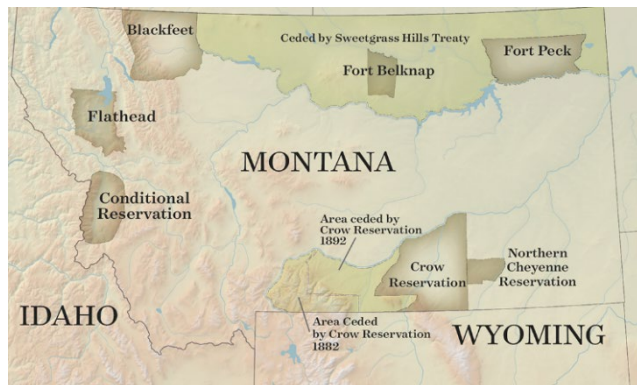 Blackfeet
Ceded by Sweetgrass Hills Treaty
Fort Belknap
Fort Peck
Flathead
MONTANA
Conditional
Reservation
Area ceded by
Crow Reservation
1892
Crow
Reservation
Northern
Cheyenne
Reservation
IDAHO
Area Ceded
by Crow Reservation
1882
WYOMING